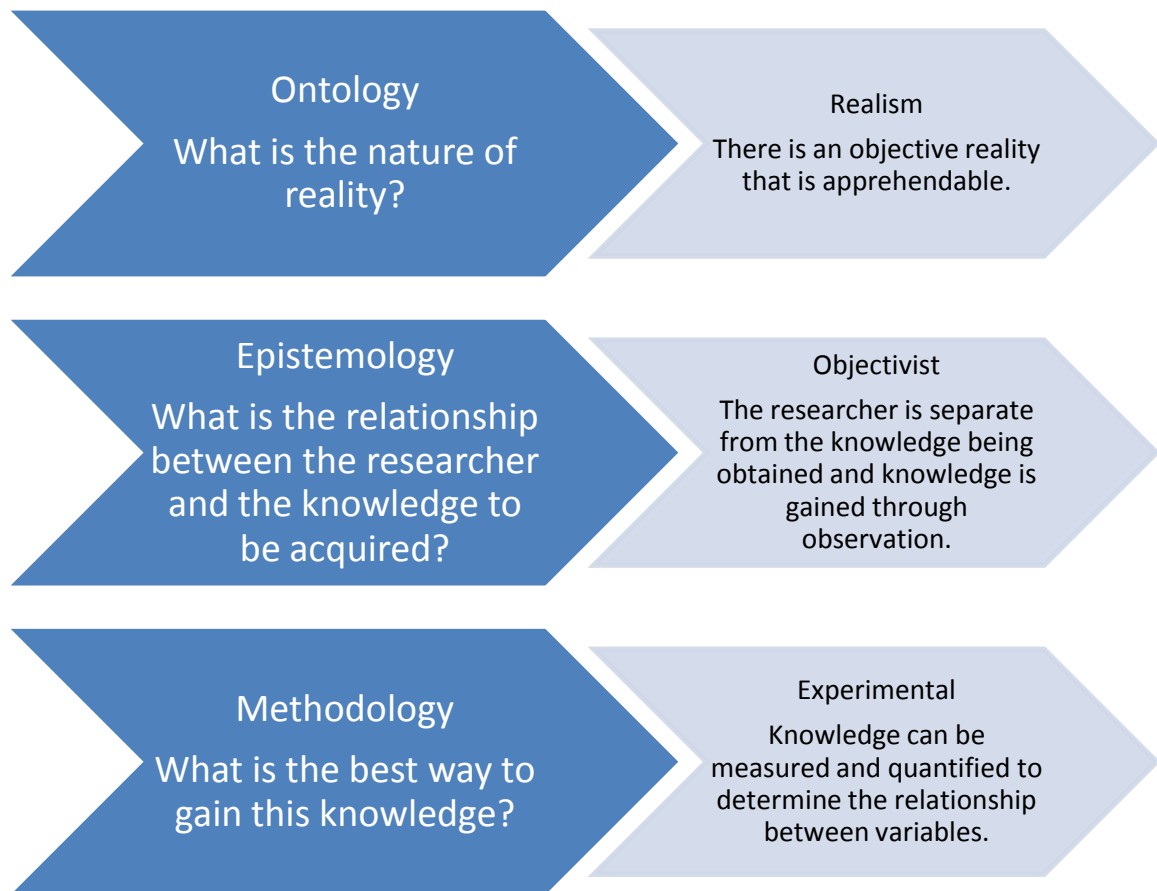 Ontology
What is the nature of
reality?
Realism
There is an objective reality
that is apprehendable.
Epistemology
What is the relationship
between the researcher
and the knowledge to
be acquired?
Objectivist
The researcher is separate
from the knowledge being
obtained and knowledge is
gained through
observation.
Methodology
What is the best way to
gain this knowledge?
Experimental
Knowledge can be
measured and quantified to
determine the relationship
between variables.